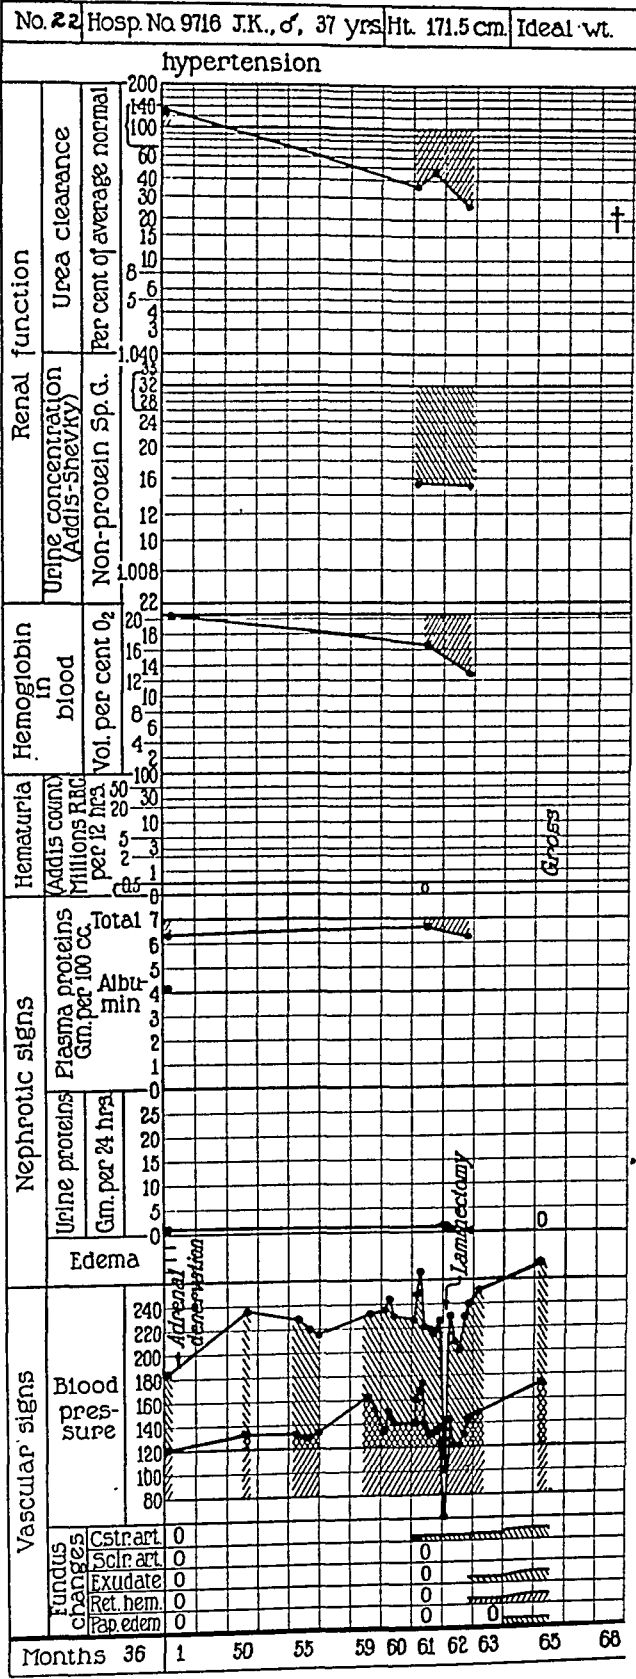 No. 22 Hosp. No. 9716 J.K., ♂, 37 yrs. Ht. 171.5 cm. Ideal wt.
hypertension
Renal function
Urea clearance
Per cent of average normal
200
140
100
60
40
30
20
15
10
8
6
5
4
3
†
Urine concentration
(Addis-Shevky)
Non-protein Sp. G.
1.040
35
32
28
24
20
16
12
10
1.008
Hemoglobin
in
blood
Vol. per cent O₂
22
20
18
16
14
12
10
8
6
4
2
Hematuria
(Addis count)
Millions RBC
per 12 hrs.
100
50
30
20
10
5
3
2
1
<0.5
0
0
Gross
Nephrotic signs
Plasma proteins
Gm. per 100 cc.
Total 7
6
5
Albu-
min
4
3
2
1
0
Urine proteins
Gm. per 24 hrs.
25
20
15
10
5
0
0
Edema
Adrenal
denervation
Laminectomy
Vascular signs
Blood
pres-
sure
240
220
200
180
160
140
120
100
80
Fundus
changes
Cstr. art. 0
Sclr. art. 0 0
Exudate 0 0
Ret. hem. 0 0
Pap. edem 0 0 0
Months 36 1 50 55 59 60 61 62 63 65 68